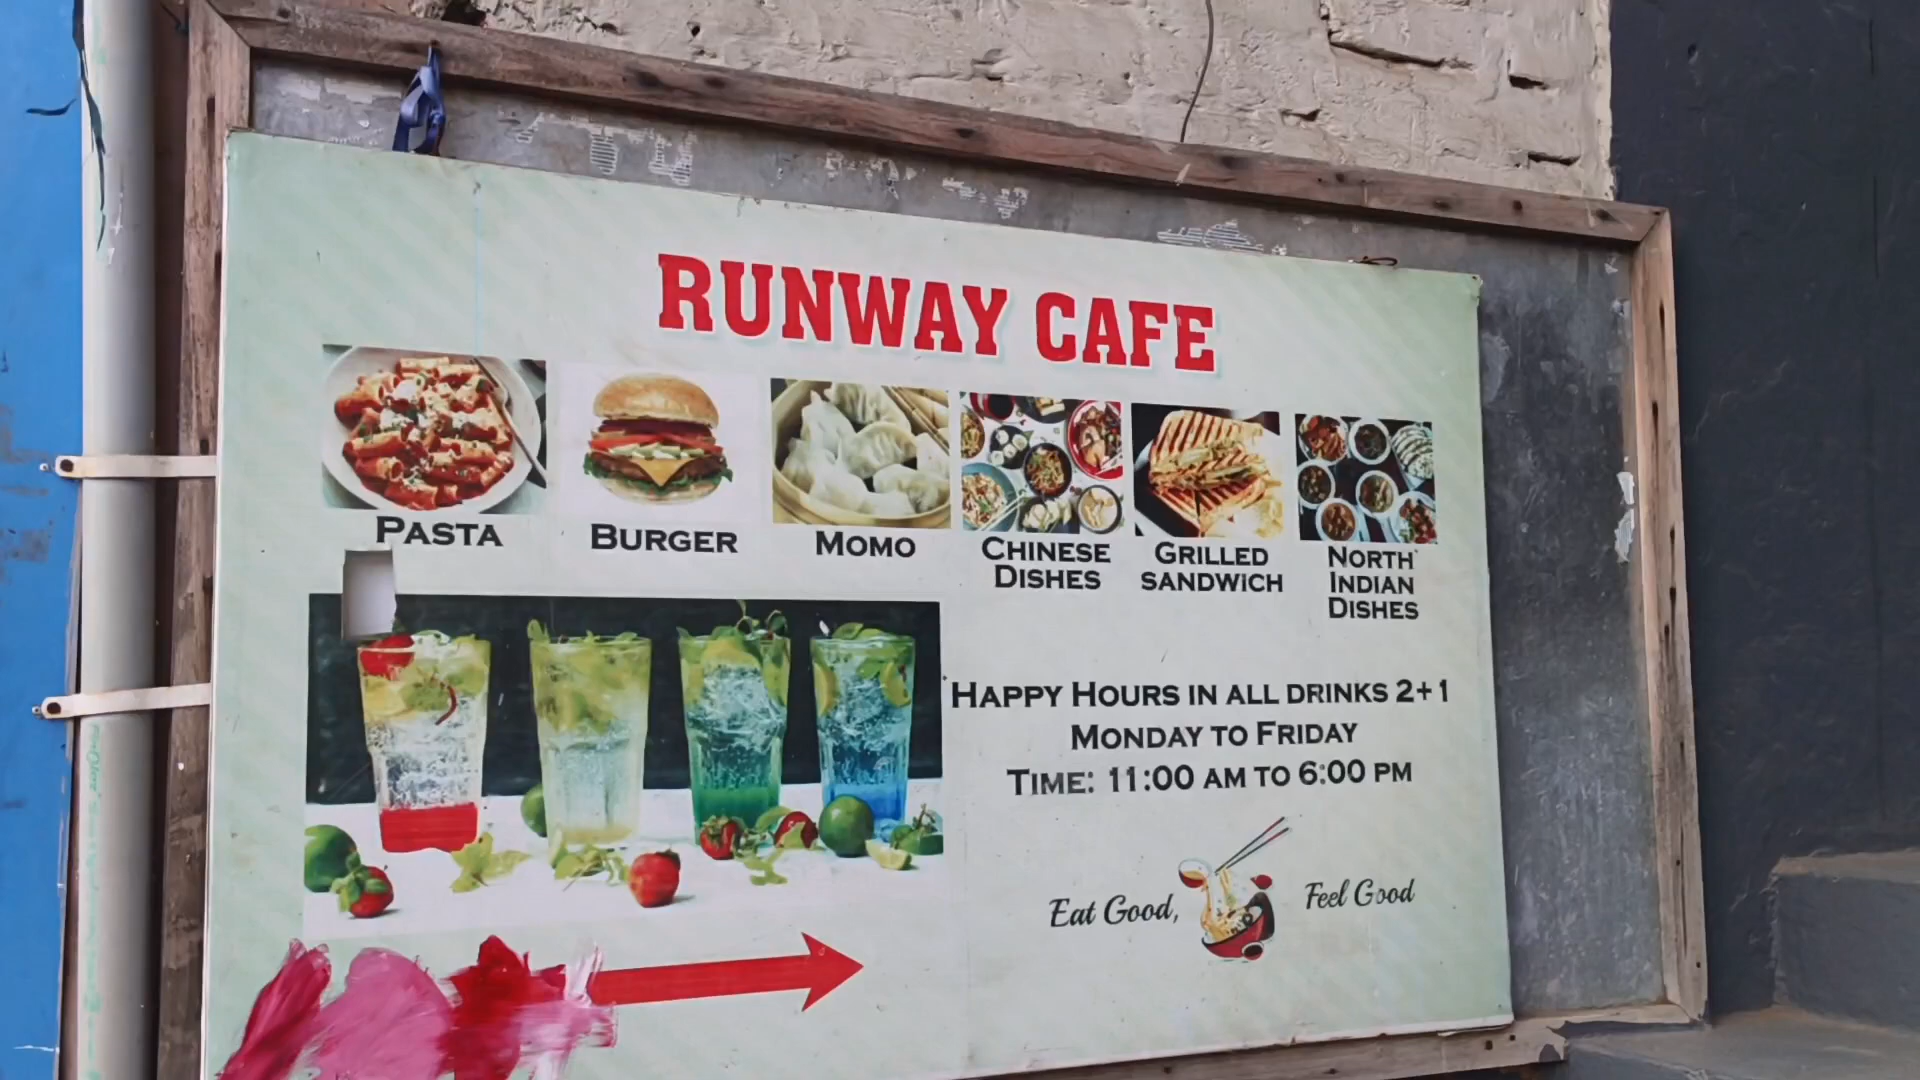 RUNWAY CAFE
PASTA
BURGER
MOMO
CHINESE
DISHES
GRILLED
SANDWICH
NORTH
INDIAN
DISHES
HAPPY HOURS IN ALL DRINKS 2+1
MONDAY TO FRIDAY
TIME: 11:00 AM TO 6:00 PM
Eat Good, Feel Good